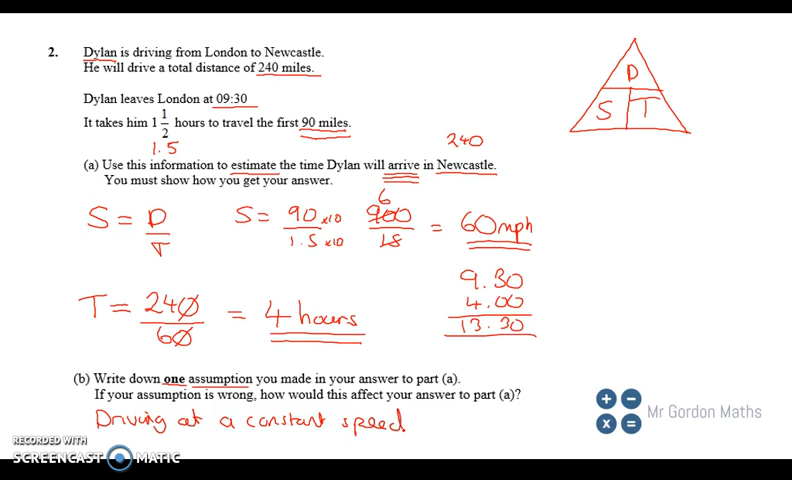 2. Dylan is driving from London to Newcastle.
He will drive a total distance of 240 miles.
D
S T
Dylan leaves London at 09:30
It takes him 1 1/2 hours to travel the first 90 miles.
1.5
240
(a) Use this information to estimate the time Dylan will arrive in Newcastle.
You must show how you get your answer.
S = D/T
S = 90 x10 / 1.5 x10
6
900/15 = 60mph
T = 240/60 = 4 hours
9.30
4.00
13.30
(b) Write down one assumption you made in your answer to part (a).
If your assumption is wrong, how would this affect your answer to part (a)?
Driving at a constant speed
+ −
x =
Mr Gordon Maths
RECORDED WITH
SCREENCAST MATIC